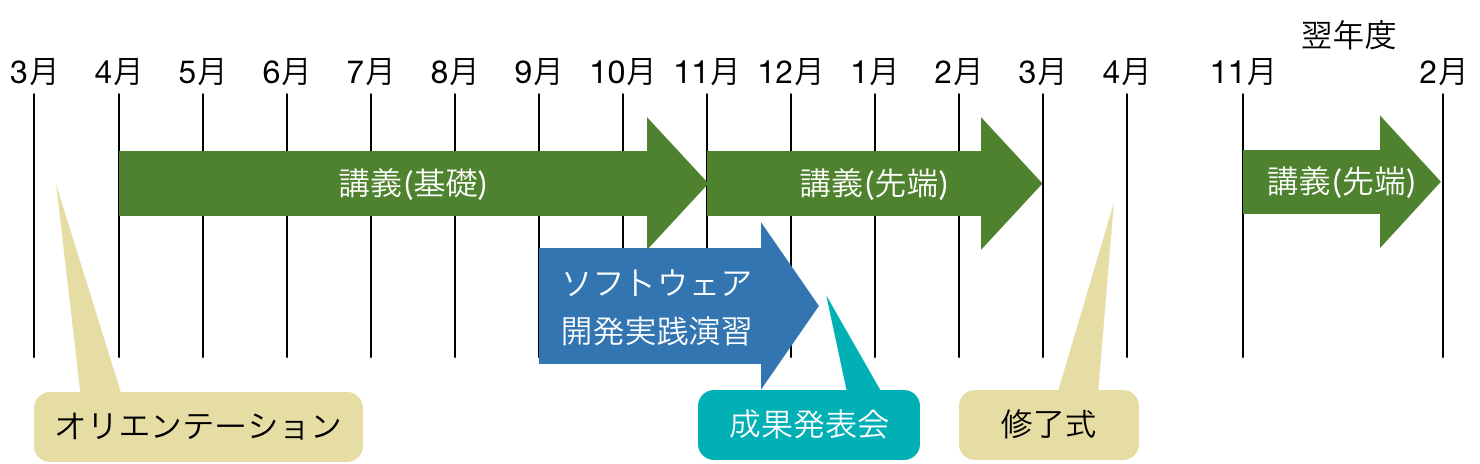 翌年度
3月 4月 5月 6月 7月 8月 9月 10月 11月 12月 1月 2月 3月 4月 11月 2月
講義(基礎) 講義(先端) 講義(先端)
ソフトウェア
開発実践演習
オリエンテーション 成果発表会 修了式